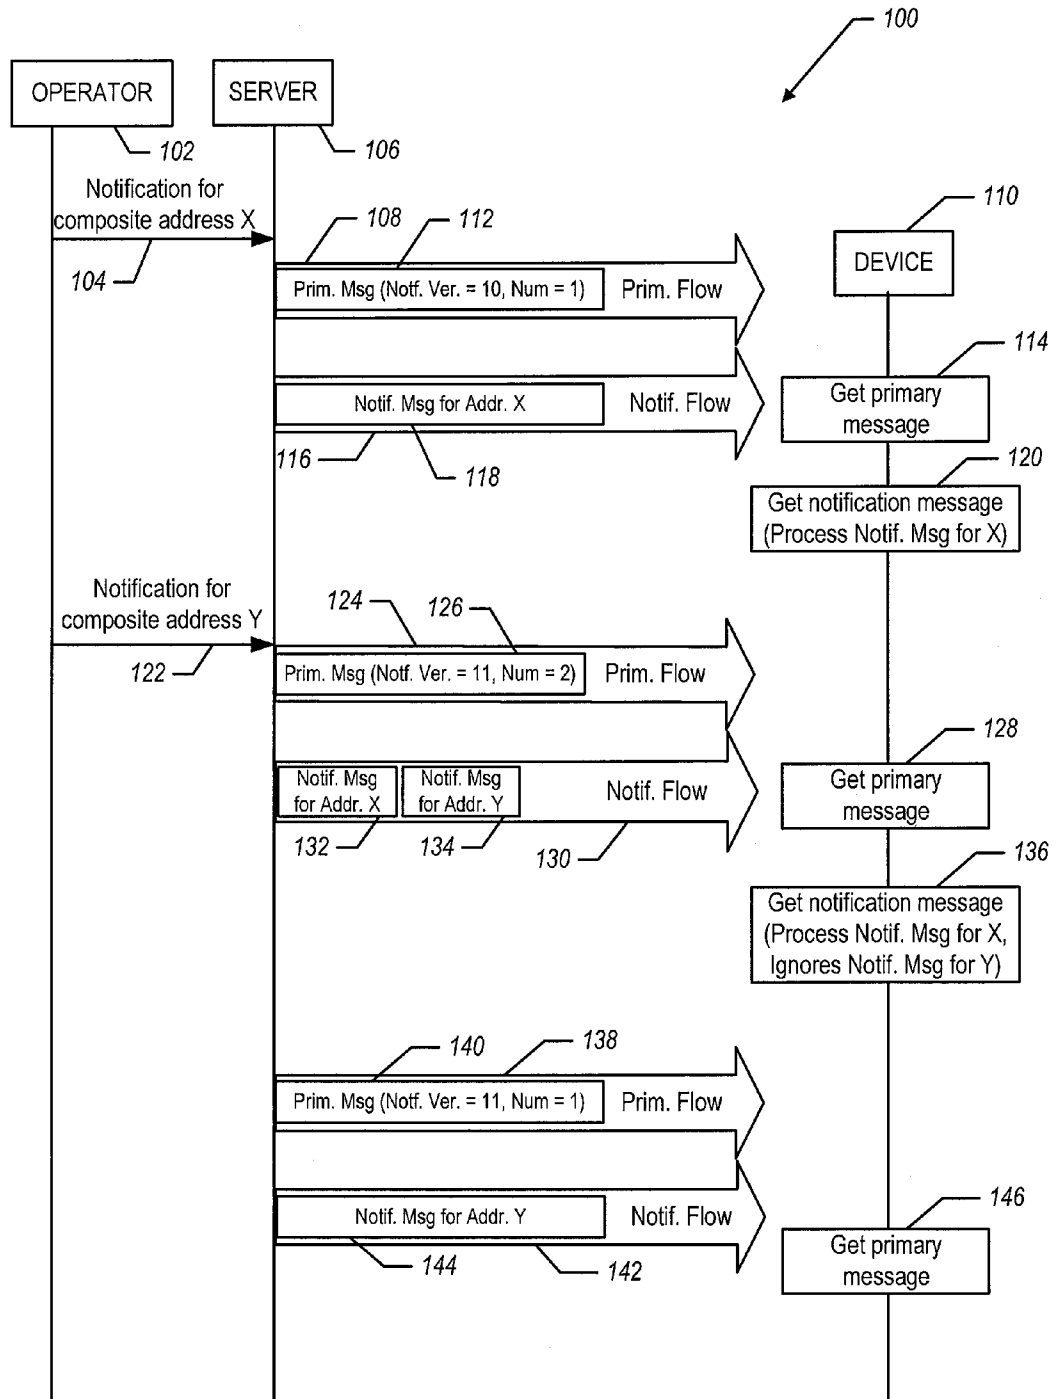 100
OPERATOR
SERVER
102
106
Notification for
composite address X
104
108
112
110
DEVICE
Prim. Msg (Notf. Ver. = 10, Num = 1)
Prim. Flow
114
Get primary
message
Notif. Msg for Addr. X
Notif. Flow
116
118
120
Get notification message
(Process Notif. Msg for X)
Notification for
composite address Y
122
124
126
Prim. Msg (Notf. Ver. = 11, Num = 2)
Prim. Flow
128
Get primary
message
Notif. Msg
for Addr. X
Notif. Msg
for Addr. Y
Notif. Flow
132
134
130
136
Get notification message
(Process Notif. Msg for X,
Ignores Notif. Msg for Y)
140
138
Prim. Msg (Notf. Ver. = 11, Num = 1)
Prim. Flow
Notif. Msg for Addr. Y
Notif. Flow
144
142
146
Get primary
message